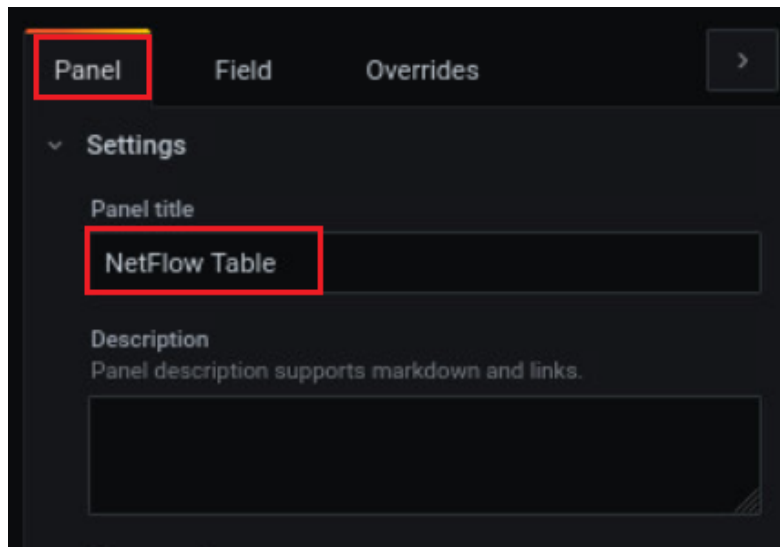 Panel Field Overrides
Settings
Panel title
NetFlow Table
Description
Panel description supports markdown and links.